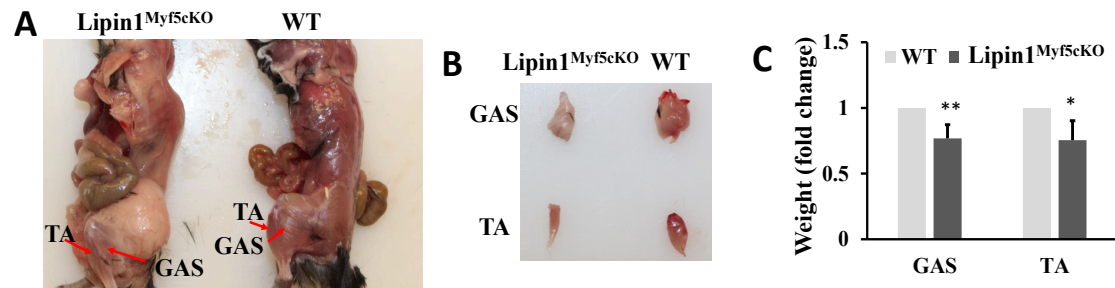 A
Lipin1Myf5cKO WT
TA
GAS
TA
GAS
B
Lipin1Myf5cKO WT
GAS
TA
C
WT Lipin1Myf5cKO
Weight (fold change)
1.5
1
0.5
0
**
*
GAS TA